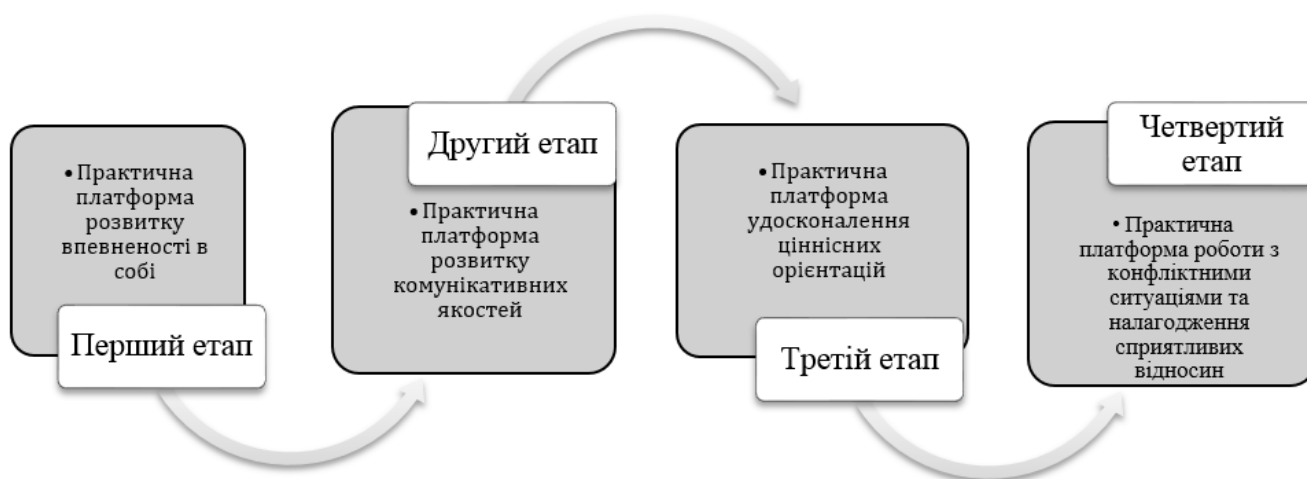 • Практична
платформа
розвитку
впевненості в
собі
Перший етап
Другий етап
• Практична
платформа
розвитку
комунікативних
якостей
• Практична
платформа
удосконалення
ціннісних
орієнтацій
Третій етап
Четвертий
етап
• Практична
платформа роботи з
конфліктними
ситуаціями та
налагодження
сприятливих
відносин